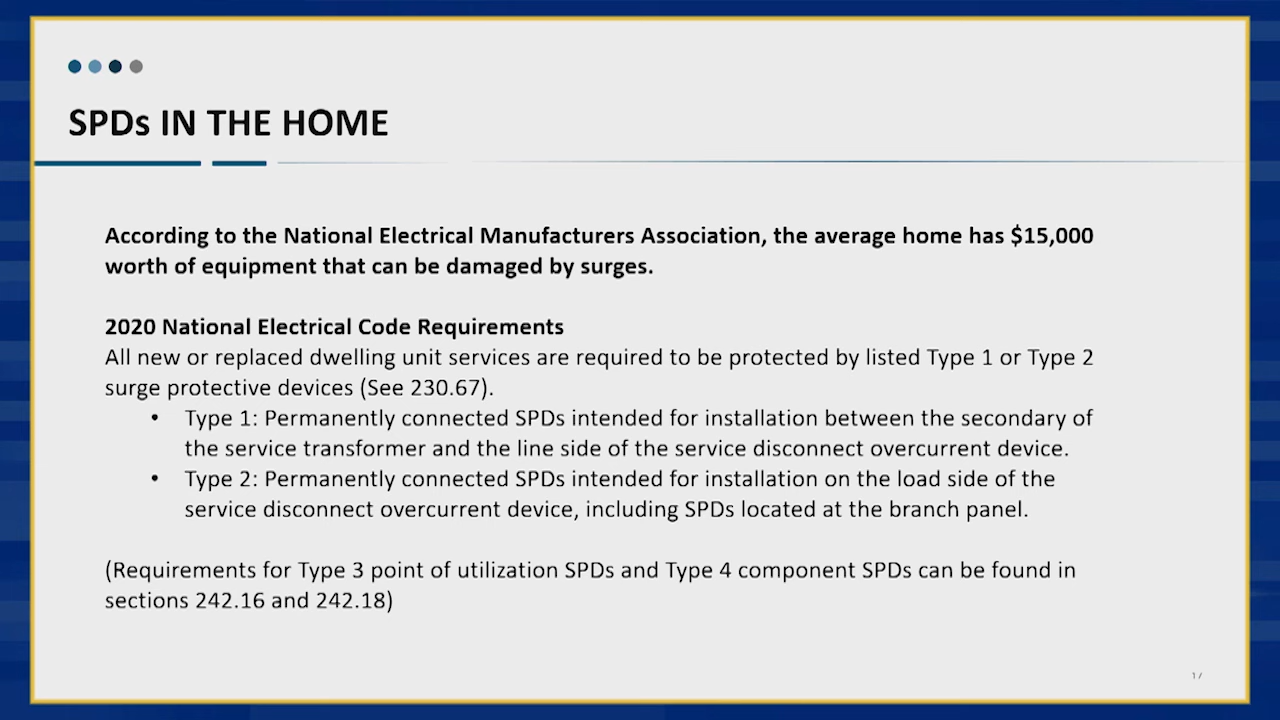 SPDs IN THE HOME
According to the National Electrical Manufacturers Association, the average home has $15,000
worth of equipment that can be damaged by surges.
2020 National Electrical Code Requirements
All new or replaced dwelling unit services are required to be protected by listed Type 1 or Type 2
surge protective devices (See 230.67).
• Type 1: Permanently connected SPDs intended for installation between the secondary of
the service transformer and the line side of the service disconnect overcurrent device.
• Type 2: Permanently connected SPDs intended for installation on the load side of the
service disconnect overcurrent device, including SPDs located at the branch panel.
(Requirements for Type 3 point of utilization SPDs and Type 4 component SPDs can be found in
sections 242.16 and 242.18)
17